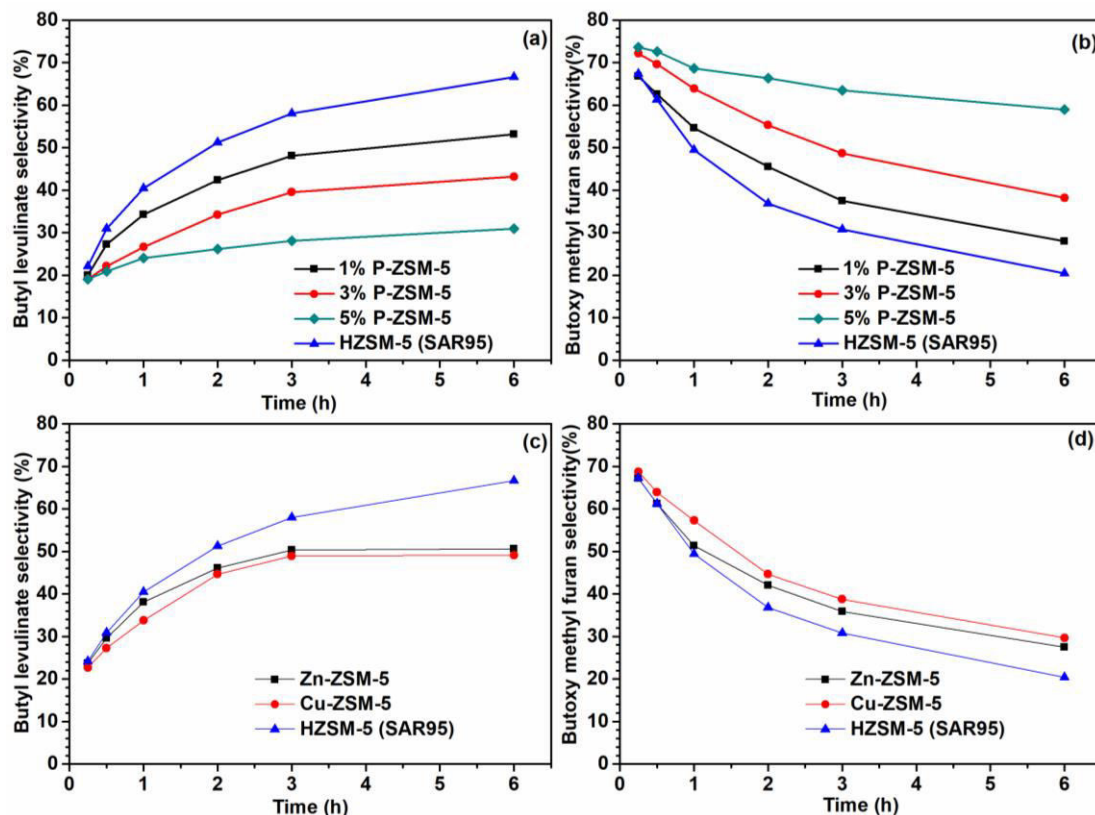 (a)
Butyl levulinate selectivity (%)
80
70
60
50
40
30
20
10
0
1% P-ZSM-5
3% P-ZSM-5
5% P-ZSM-5
HZSM-5 (SAR95)
0 1 2 3 4 5 6
Time (h)
(b)
Butoxy methyl furan selectivity(%)
80
70
60
50
40
30
20
10
0
1% P-ZSM-5
3% P-ZSM-5
5% P-ZSM-5
HZSM-5 (SAR95)
0 1 2 3 4 5 6
Time (h)
(c)
Butyl levulinate selectivity (%)
80
70
60
50
40
30
20
10
0
Zn-ZSM-5
Cu-ZSM-5
HZSM-5 (SAR95)
0 1 2 3 4 5 6
Time (h)
(d)
Butoxy methyl furan selectivity(%)
80
70
60
50
40
30
20
10
0
Zn-ZSM-5
Cu-ZSM-5
HZSM-5 (SAR95)
0 1 2 3 4 5 6
Time (h)